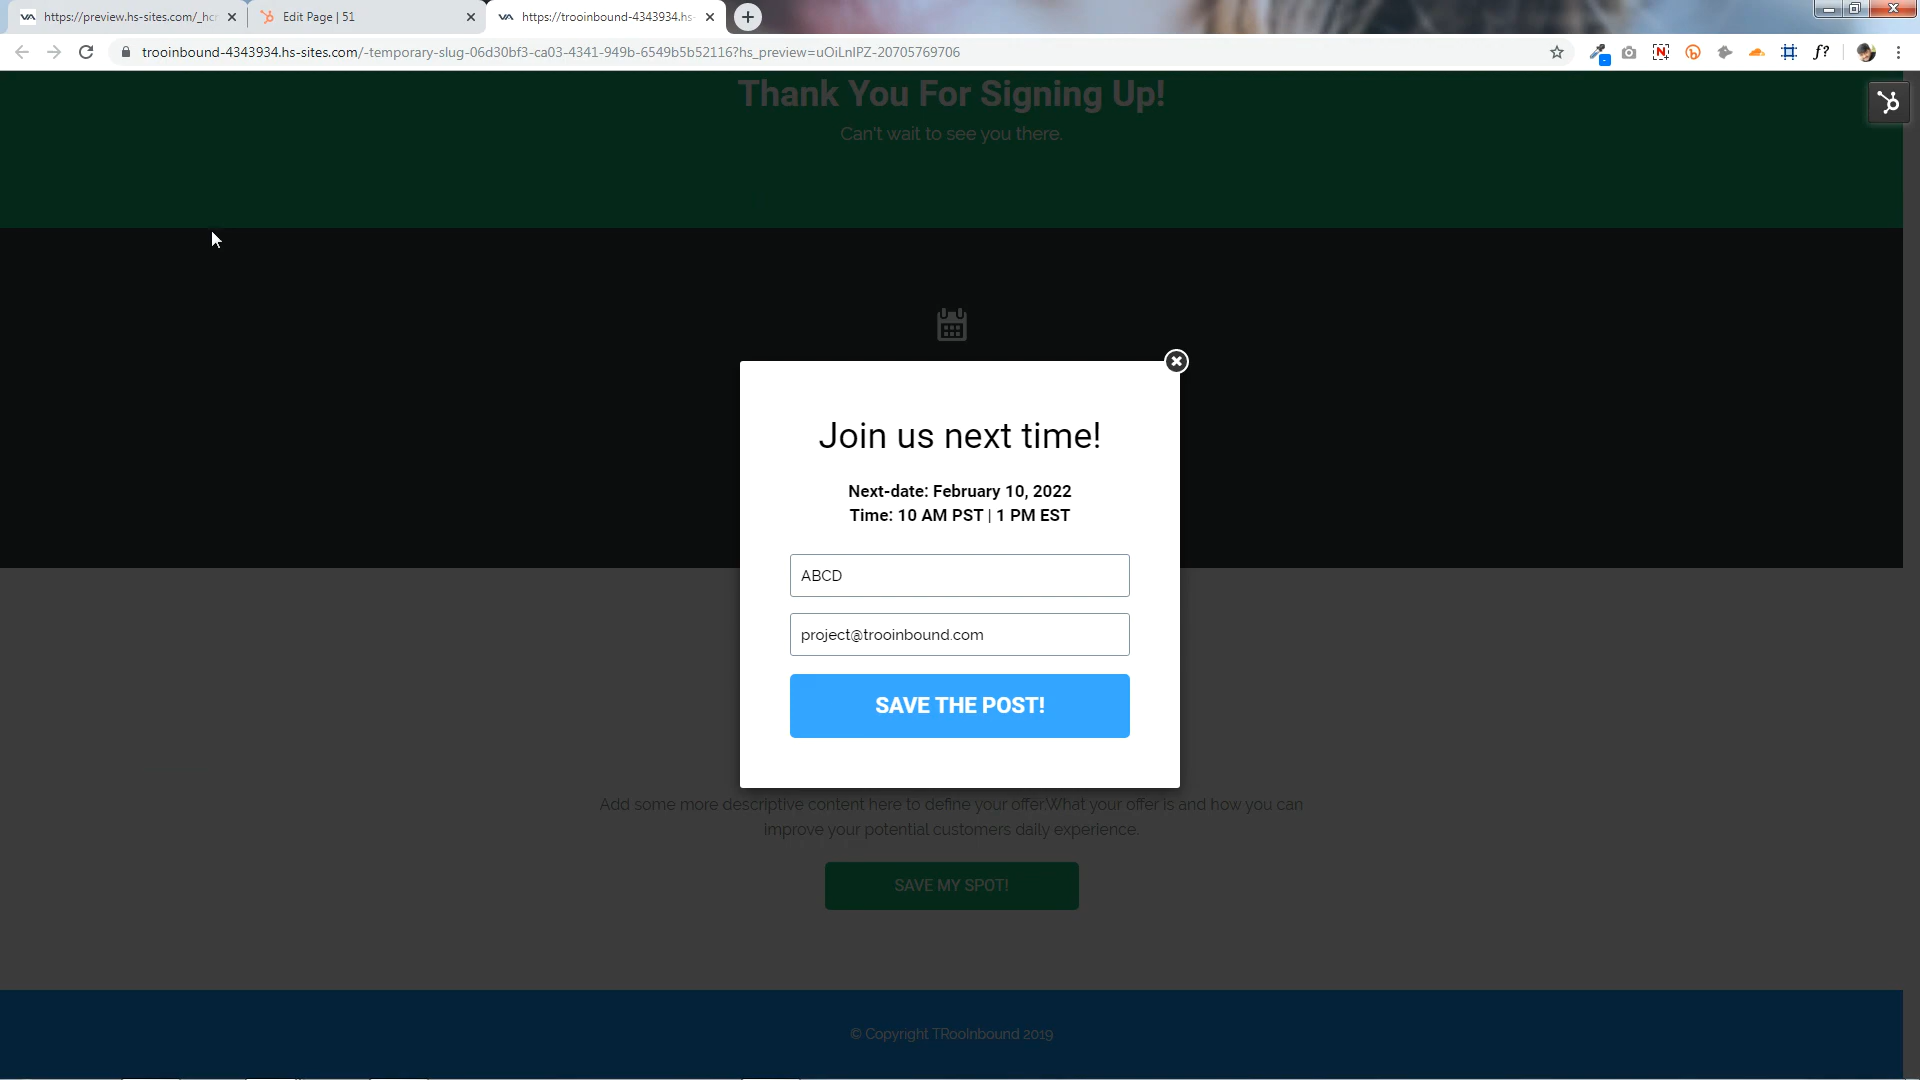 https://preview.hs-sites.com/_hcr
Edit Page | 51
https://trooinbound-4343934.hs-
trooinbound-4343934.hs-sites.com/-temporary-slug-06d30bf3-ca03-4341-949b-6549b5b52116?hs_preview=uOiLnlPZ-20705769706
Thank You For Signing Up!
Can't wait to see you there.
Join us next time!
Next-date: February 10, 2022
Time: 10 AM PST | 1 PM EST
ABCD
project@trooinbound.com
SAVE THE POST!
Add some more descriptive content here to define your offer.What your offer is and how you can
improve your potential customers daily experience.
SAVE MY SPOT!
© Copyright TRooInbound 2019